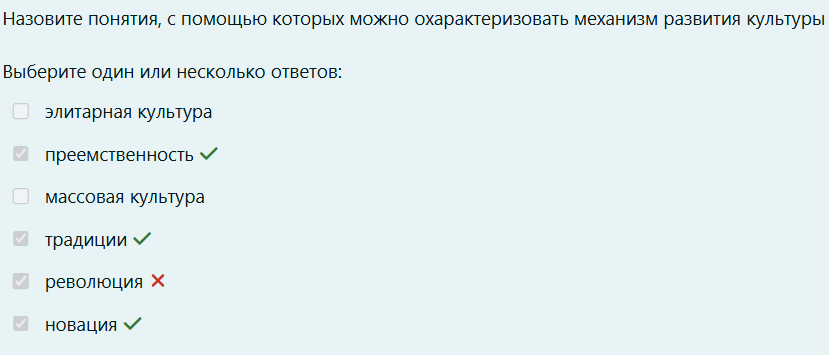 Назовите понятия, с помощью которых можно охарактеризовать механизм развития культуры
Выберите один или несколько ответов:
элитарная культура
преемственность
массовая культура
традиции
революция
новация